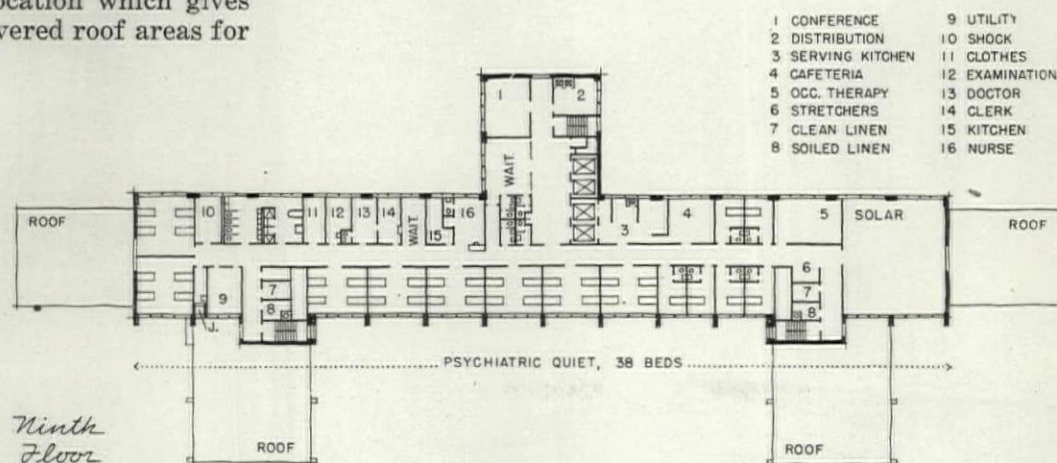 ocation which gives
vered roof areas for
1 CONFERENCE
2 DISTRIBUTION
3 SERVING KITCHEN
4 CAFETERIA
5 OCC. THERAPY
6 STRETCHERS
7 CLEAN LINEN
8 SOILED LINEN
9 UTILITY
10 SHOCK
11 CLOTHES
12 EXAMINATION
13 DOCTOR
14 CLERK
15 KITCHEN
16 NURSE
1
2
WAIT.
ROOF
10
11
12
13
14
WAIT.
15
16
3
4
5
SOLAR
ROOF
9
J.
7
8
6
7
8
PSYCHIATRIC QUIET, 38 BEDS
Ninth
Floor
ROOF
ROOF